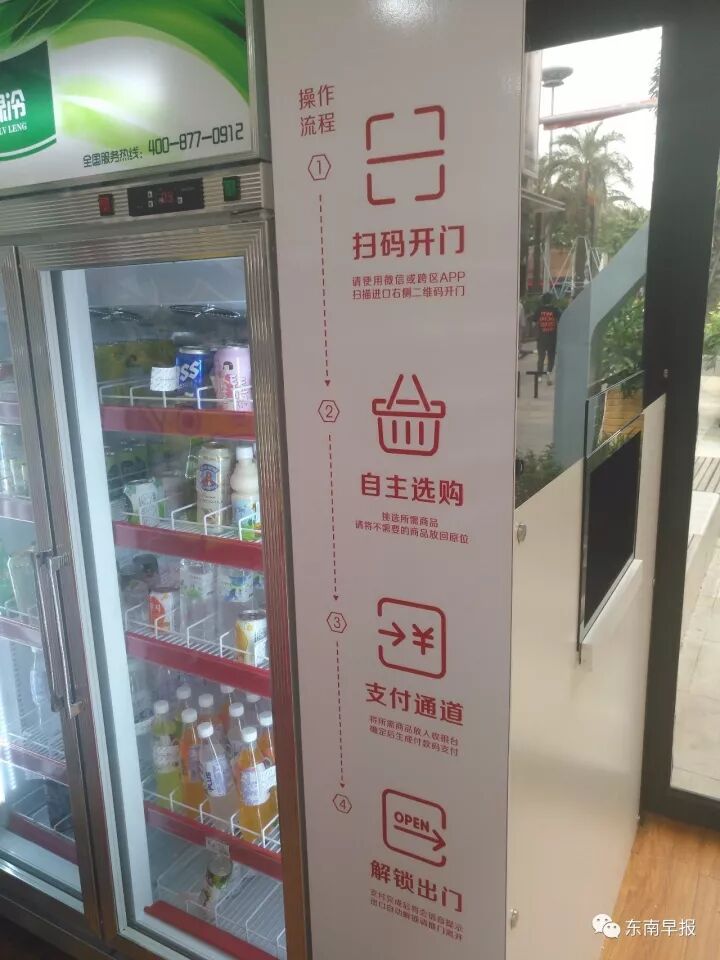 绿冷
LV LENG
全国服务热线：400-877-0912
操作
流程
1
扫码开门
请使用微信或跨区APP
扫描进口右侧二维码开门
2
自主选购
挑选所需商品
请将不需要的商品放回原位
3
¥
支付通道
将所需商品放入收银台
确定后生成付款码支付
4
OPEN
解锁出门
东南早报